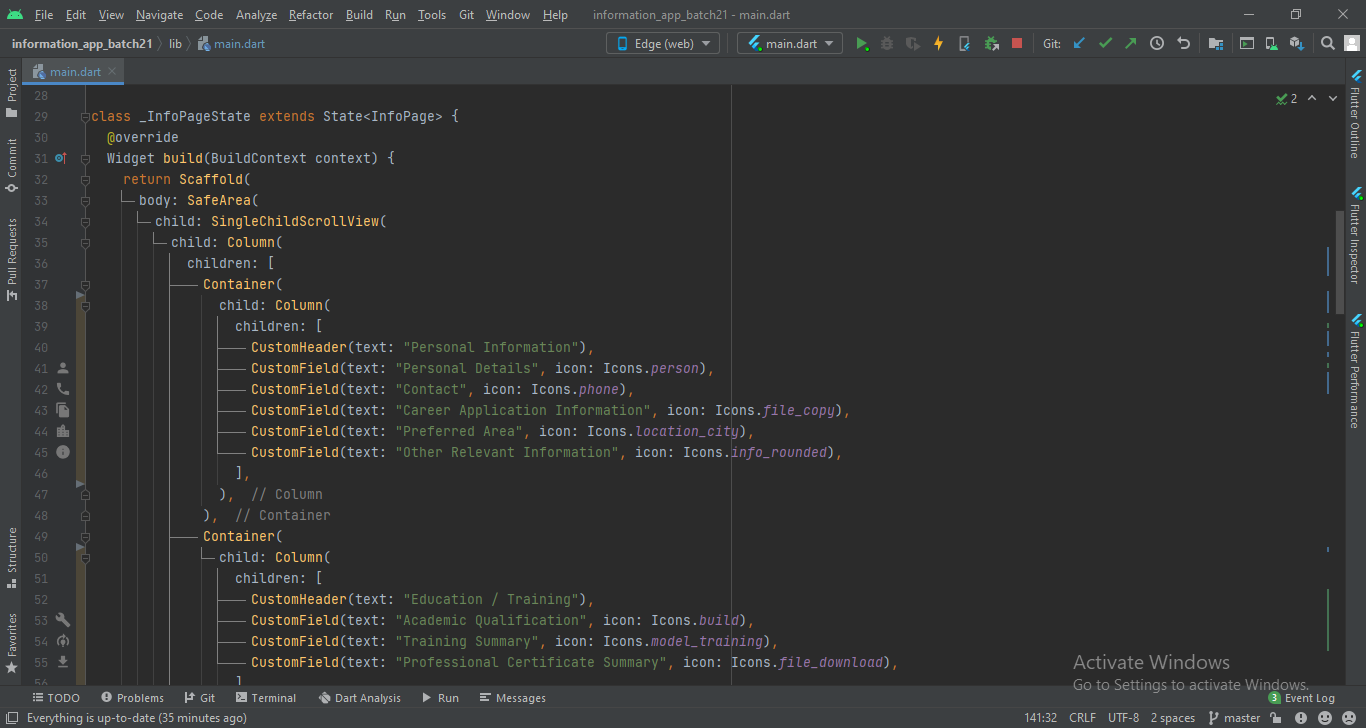 File Edit View Navigate Code Analyze Refactor Build Run Tools Git Window Help information_app_batch21 - main.dart
information_app_batch21 lib main.dart Edge (web) main.dart Git:
Project
Commit
Pull Requests
Structure
Favorites
main.dart
2
28
29 class _InfoPageState extends State<InfoPage> {
30 @override
31 Widget build(BuildContext context) {
32 return Scaffold(
33 body: SafeArea(
34 child: SingleChildScrollView(
35 child: Column(
36 children: [
37 Container(
38 child: Column(
39 children: [
40 CustomHeader(text: "Personal Information"),
41 CustomField(text: "Personal Details", icon: Icons.person),
42 CustomField(text: "Contact", icon: Icons.phone),
43 CustomField(text: "Career Application Information", icon: Icons.file_copy),
44 CustomField(text: "Preferred Area", icon: Icons.location_city),
45 CustomField(text: "Other Relevant Information", icon: Icons.info_rounded),
46 ],
47 ), // Column
48 ), // Container
49 Container(
50 child: Column(
51 children: [
52 CustomHeader(text: "Education / Training"),
53 CustomField(text: "Academic Qualification", icon: Icons.build),
54 CustomField(text: "Training Summary", icon: Icons.model_training),
55 CustomField(text: "Professional Certificate Summary", icon: Icons.file_download),
56 ]
Flutter Outline
Flutter Inspector
Flutter Performance
Activate Windows
Go to Settings to activate Windows.
TODO Problems Git Terminal Dart Analysis Run Messages 3 Event Log
Everything is up-to-date (35 minutes ago) 141:32 CRLF UTF-8 2 spaces master